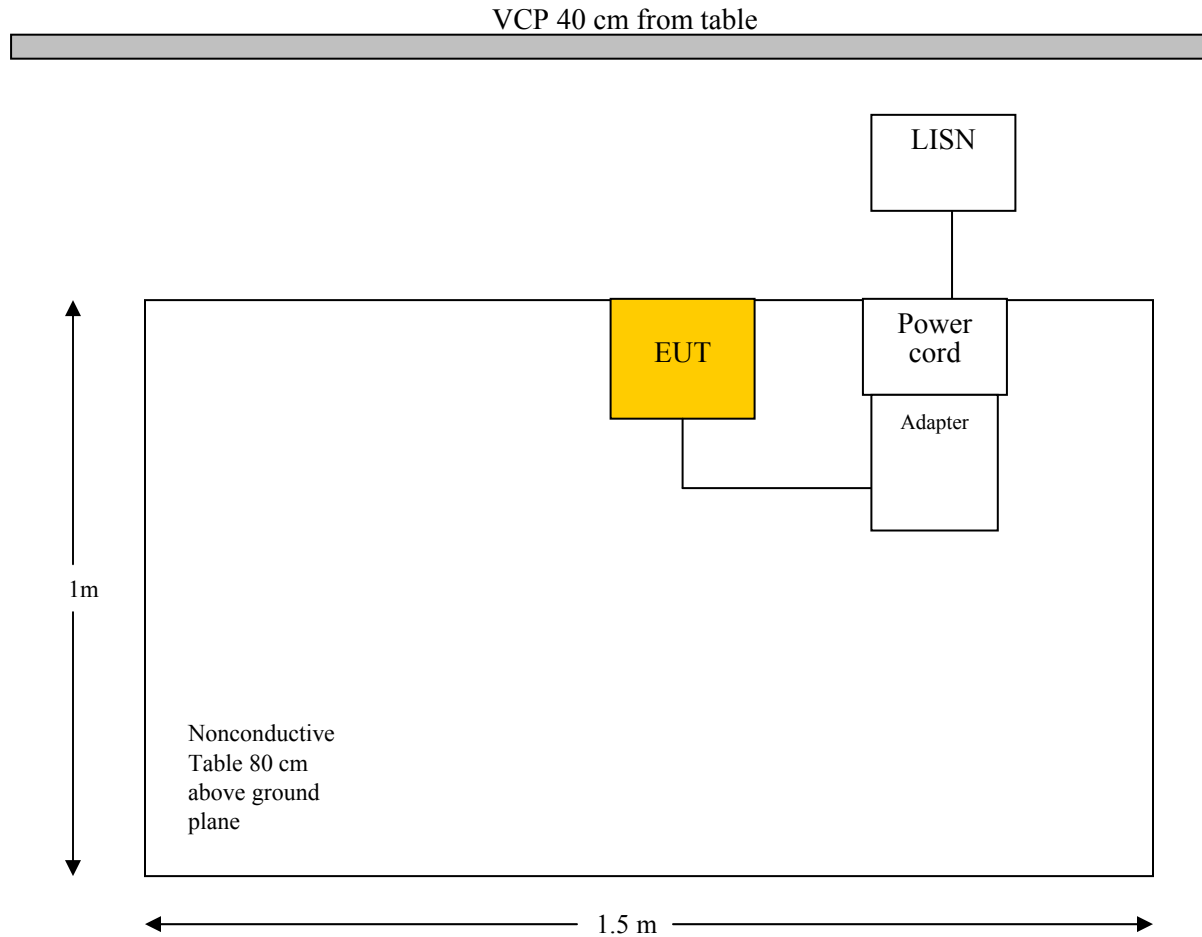 VCP 40 cm from table
LISN
Power
cord
EUT
Adapter
1m
Nonconductive
Table 80 cm
above ground
plane
1.5 m